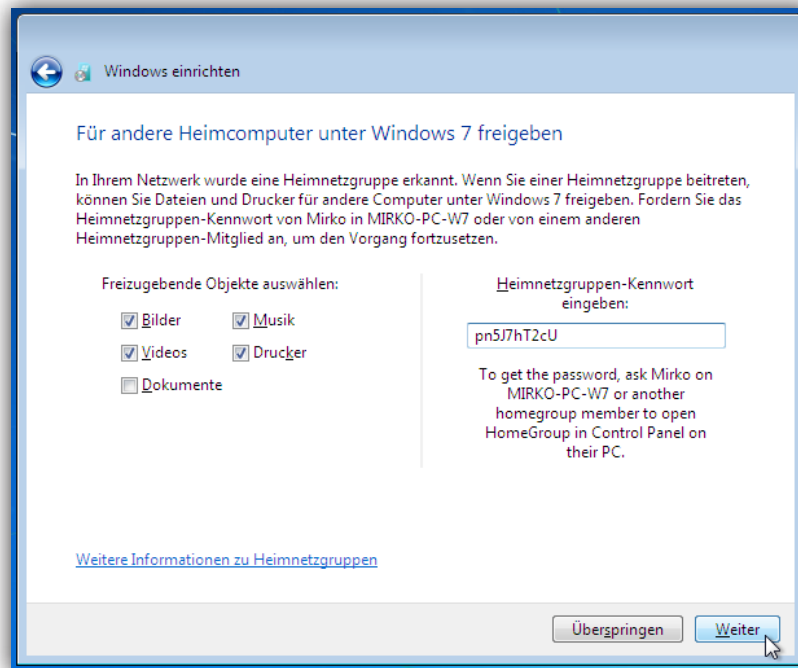 Windows einrichten
Für andere Heimcomputer unter Windows 7 freigeben
In Ihrem Netzwerk wurde eine Heimnetzgruppe erkannt. Wenn Sie einer Heimnetzgruppe beitreten,
können Sie Dateien und Drucker für andere Computer unter Windows 7 freigeben. Fordern Sie das
Heimnetzgruppen-Kennwort von Mirko in MIRKO-PC-W7 oder von einem anderen
Heimnetzgruppen-Mitglied an, um den Vorgang fortzusetzen.
Freizugebende Objekte auswählen:
Bilder Musik
Videos Drucker
Dokumente
Heimnetzgruppen-Kennwort
eingeben:
pn5J7hT2cU
To get the password, ask Mirko on
MIRKO-PC-W7 or another
homegroup member to open
HomeGroup in Control Panel on
their PC.
Weitere Informationen zu Heimnetzgruppen
Überspringen Weiter